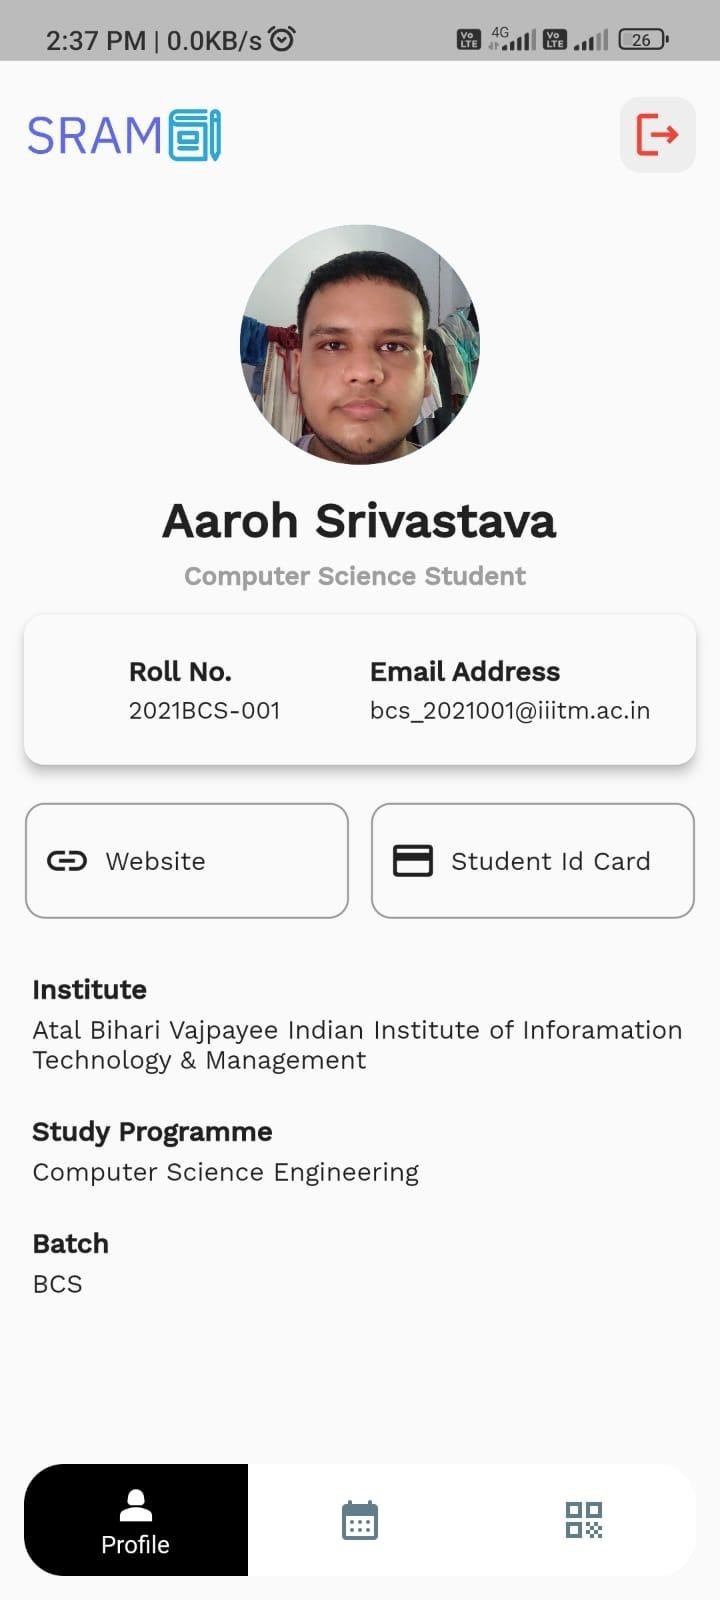 2:37 PM | 0.0KB/s
Vo LTE 4G Vo LTE 26
SRAM
Aaroh Srivastava
Computer Science Student
Roll No. Email Address
2021BCS-001 bcs_2021001@iiitm.ac.in
Website Student Id Card
Institute
Atal Bihari Vajpayee Indian Institute of Inforamation
Technology & Management
Study Programme
Computer Science Engineering
Batch
BCS
Profile